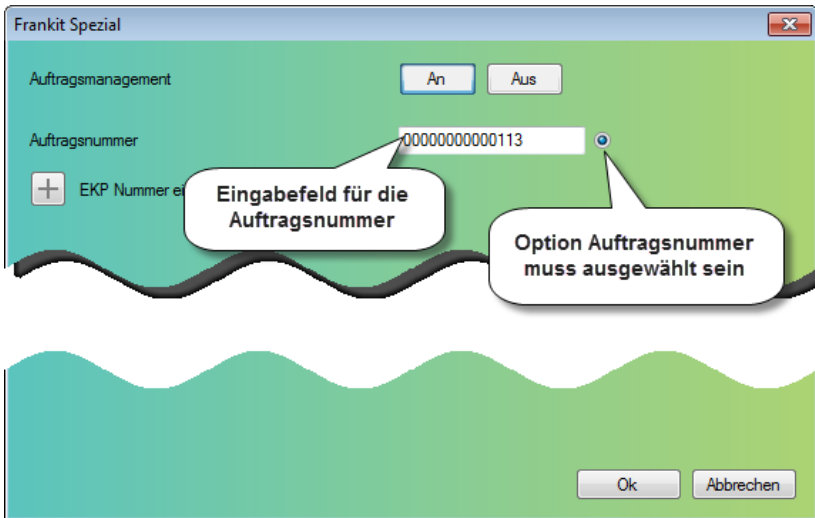 Frankit Spezial
Auftragsmanagement
An
Aus
Auftragsnummer
00000000000113
EKP Nummer ei
Eingabefeld für die
Auftragsnummer
Option Auftragsnummer
muss ausgewählt sein
Ok
Abbrechen